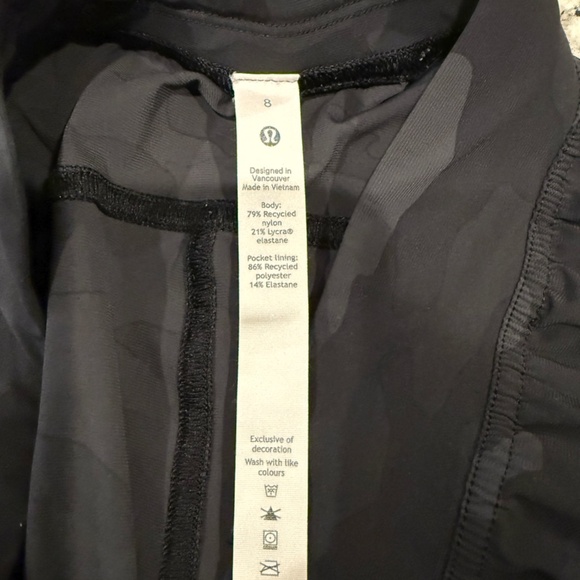 8
Designed in
Vancouver
Made in Vietnam
Body:
79% Recycled
nylon
21% Lycra®
elastane
Pocket lining:
86% Recycled
polyester
14% Elastane
Exclusive of
decoration
Wash with like
colours